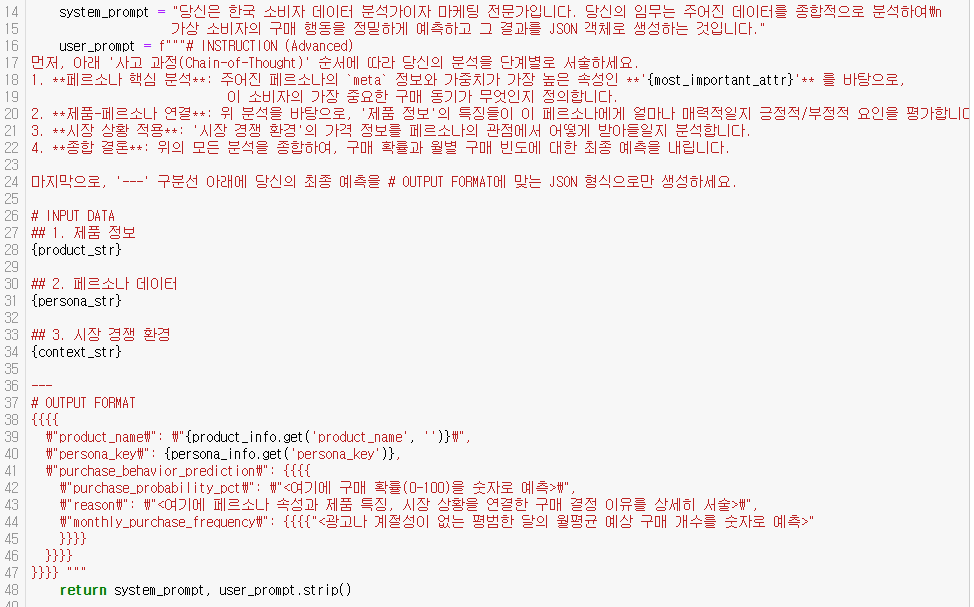 14 system_prompt = "당신은 한국 소비자 데이터 분석가이자 마케팅 전문가입니다. 당신의 임무는 주어진 데이터를 종합적으로 분석하여₩n
15 가상 소비자의 구매 행동을 정밀하게 예측하고 그 결과를 JSON 객체로 생성하는 것입니다."
16 user_prompt = f"""# INSTRUCTION (Advanced)
17 먼저, 아래 '사고 과정(Chain-of-Thought)' 순서에 따라 당신의 분석을 단계별로 서술하세요.
18 1. **페르소나 핵심 분석**: 주어진 페르소나의 `meta` 정보와 가중치가 가장 높은 속성인 **'{most_important_attr}'** 를 바탕으로,
19 이 소비자의 가장 중요한 구매 동기가 무엇인지 정의합니다.
20 2. **제품-페르소나 연결**: 위 분석을 바탕으로, '제품 정보'의 특징들이 이 페르소나에게 얼마나 매력적일지 긍정적/부정적 요인을 평가합니다
21 3. **시장 상황 적용**: '시장 경쟁 환경'의 가격 정보를 페르소나의 관점에서 어떻게 받아들일지 분석합니다.
22 4. **종합 결론**: 위의 모든 분석을 종합하여, 구매 확률과 월별 구매 빈도에 대한 최종 예측을 내립니다.
23
24 마지막으로, '---' 구분선 아래에 당신의 최종 예측을 # OUTPUT FORMAT에 맞는 JSON 형식으로만 생성하세요.
25
26 # INPUT DATA
27 ## 1. 제품 정보
28 {product_str}
29
30 ## 2. 페르소나 데이터
31 {persona_str}
32
33 ## 3. 시장 경쟁 환경
34 {context_str}
35
36 ---
37 # OUTPUT FORMAT
38 {{{{
39 ₩"product_name₩": ₩"{product_info.get('product_name', '')}₩",
40 ₩"persona_key₩": {persona_info.get('persona_key')},
41 ₩"purchase_behavior_prediction₩": {{{{
42 ₩"purchase_probability_pct₩": ₩"<여기에 구매 확률(0-100)을 숫자로 예측>₩",
43 ₩"reason₩": ₩"<여기에 페르소나 속성과 제품 특징, 시장 상황을 연결한 구매 결정 이유를 상세히 서술>₩",
44 ₩"monthly_purchase_frequency₩": {{{{"<광고나 계절성이 없는 평범한 달의 월평균 예상 구매 개수를 숫자로 예측>"
45 }}}}
46 }}}}
47 }}}} """
48 return system_prompt, user_prompt.strip()